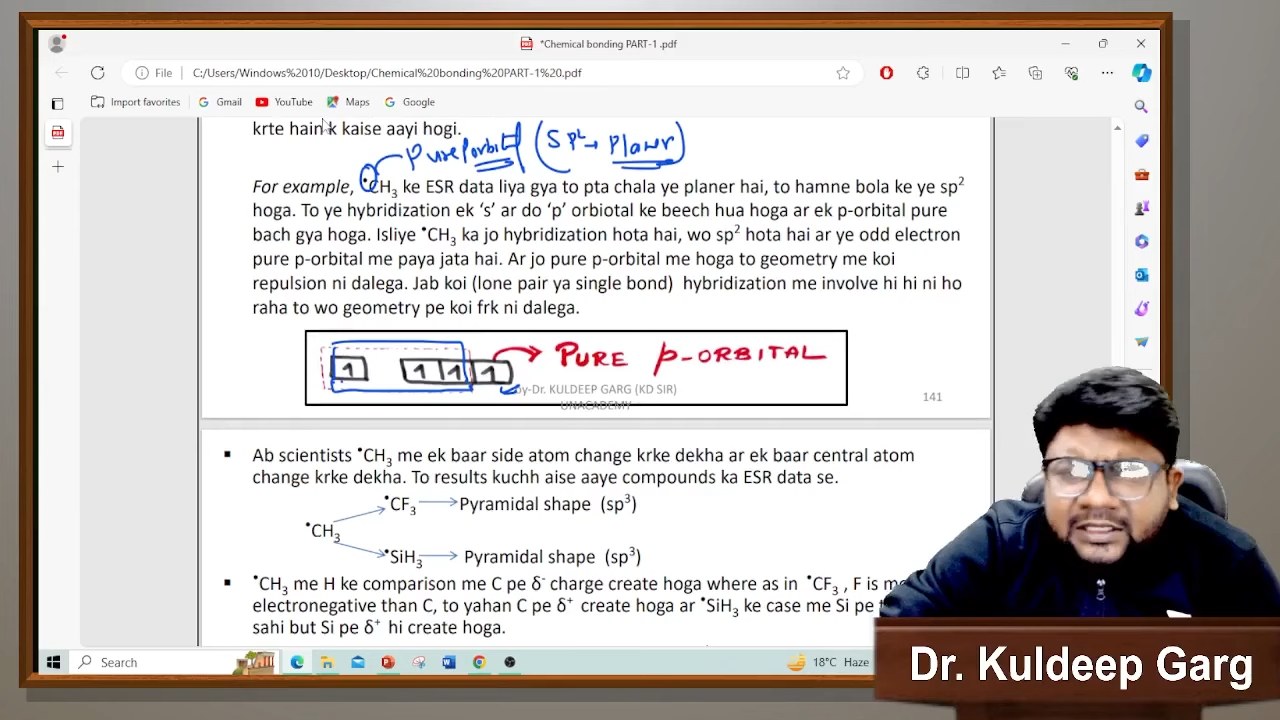 *Chemical bonding PART-1 .pdf
File C:/Users/Windows%2010/Desktop/Chemical%20bonding%20PART-1%20.pdf
Import favorites Gmail YouTube Maps Google
krte hain k kaise aayi hogi.
Pure porbital (Sp² → Planer)
For example, •CH₃ ke ESR data liya gya to pta chala ye planer hai, to hamne bola ke ye sp²
hoga. To ye hybridization ek ‘s’ ar do ‘p’ orbiotal ke beech hua hoga ar ek p-orbital pure
bach gya hoga. Isliye •CH₃ ka jo hybridization hota hai, wo sp² hota hai ar ye odd electron
pure p-orbital me paya jata hai. Ar jo pure p-orbital me hoga to geometry me koi
repulsion ni dalega. Jab koi (lone pair ya single bond) hybridization me involve hi hi ni ho
raha to wo geometry pe koi frk ni dalega.
1 1 1 1 PURE p-ORBITAL
by-Dr. KULDEEP GARG (KD SIR)
UNACADEMY
141
▪ Ab scientists •CH₃ me ek baar side atom change krke dekha ar ek baar central atom
change krke dekha. To results kuchh aise aaye compounds ka ESR data se.
•CF₃ → Pyramidal shape (sp³)
•CH₃
•SiH₃ → Pyramidal shape (sp³)
▪ •CH₃ me H ke comparison me C pe δ⁻ charge create hoga where as in •CF₃ , F is
electronegative than C, to yahan C pe δ⁺ create hoga ar •SiH₃ ke case me Si pe
sahi but Si pe δ⁺ hi create hoga.
Search
18°C Haze
Dr. Kuldeep Garg